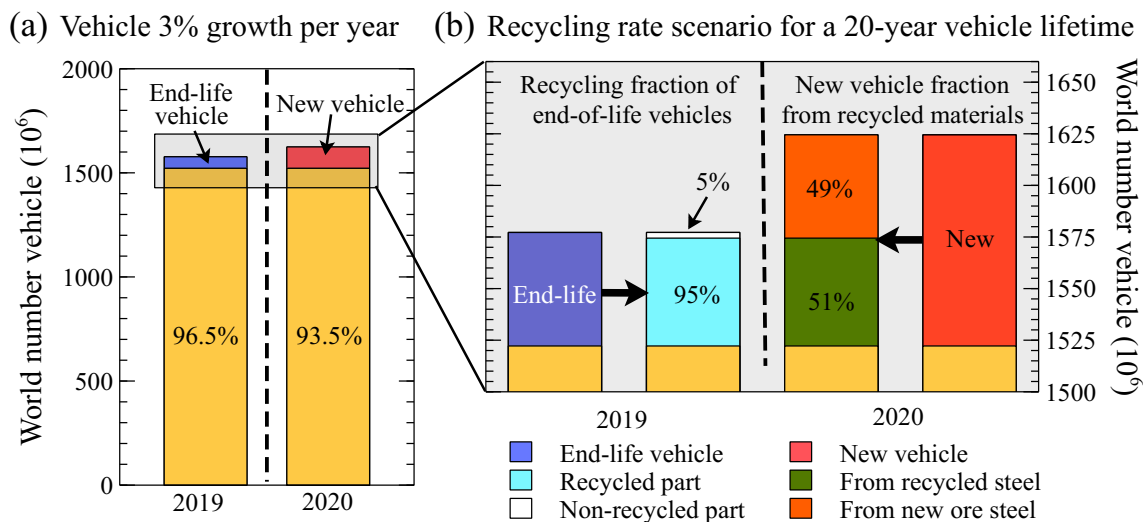 (a) Vehicle 3% growth per year
(b) Recycling rate scenario for a 20-year vehicle lifetime
World number vehicle (10⁶)
2000
1500
1000
500
0
End-life
vehicle
New vehicle
96.5%
93.5%
2019
2020
Recycling fraction of
end-of-life vehicles
New vehicle fraction
from recycled materials
5%
End-life
95%
49%
51%
New
1650
1625
1600
1575
1550
1525
1500
World number vehicle (10⁶)
2019
2020
End-life vehicle
Recycled part
Non-recycled part
New vehicle
From recycled steel
From new ore steel